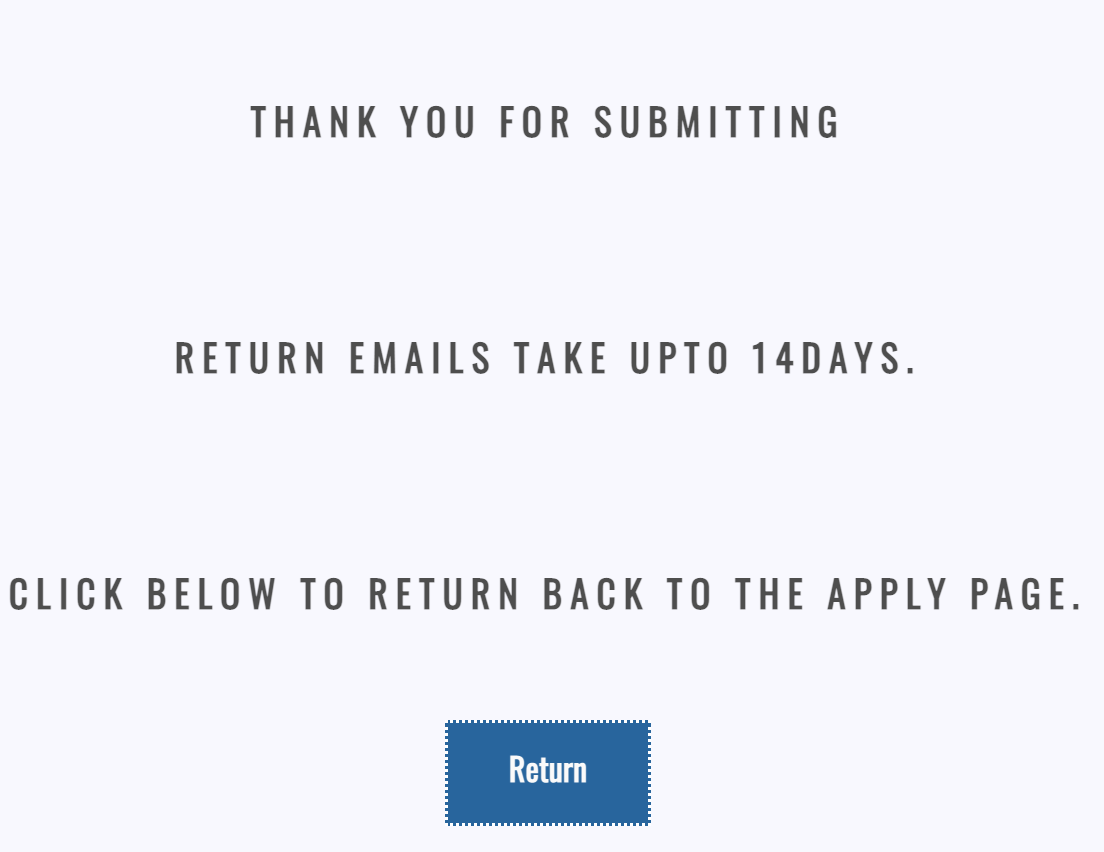 THANK YOU FOR SUBMITTING
RETURN EMAILS TAKE UPTO 14DAYS.
CLICK BELOW TO RETURN BACK TO THE APPLY PAGE.
Return